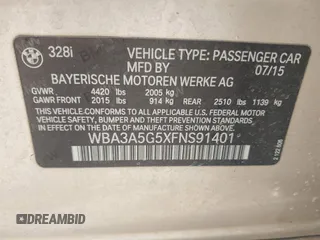 328i VEHICLE TYPE: PASSENGER CAR
MFD BY 07/15
BAYERISCHE MOTOREN WERKE AG
GVWR 4420 lbs 2005 kg
GAWR FRONT 2015 lbs 914 kg GAWR REAR 2510 lbs 1139 kg
THIS VEHICLE CONFORMS TO ALL APPLICABLE
U.S. FEDERAL MOTOR VEHICLE SAFETY, BUMPER,
AND THEFT PREVENTION STANDARDS IN EFFECT ON
THE DATE OF MANUFACTURE SHOWN ABOVE.
WBA3A5G5XFNS91401
DREAMBID